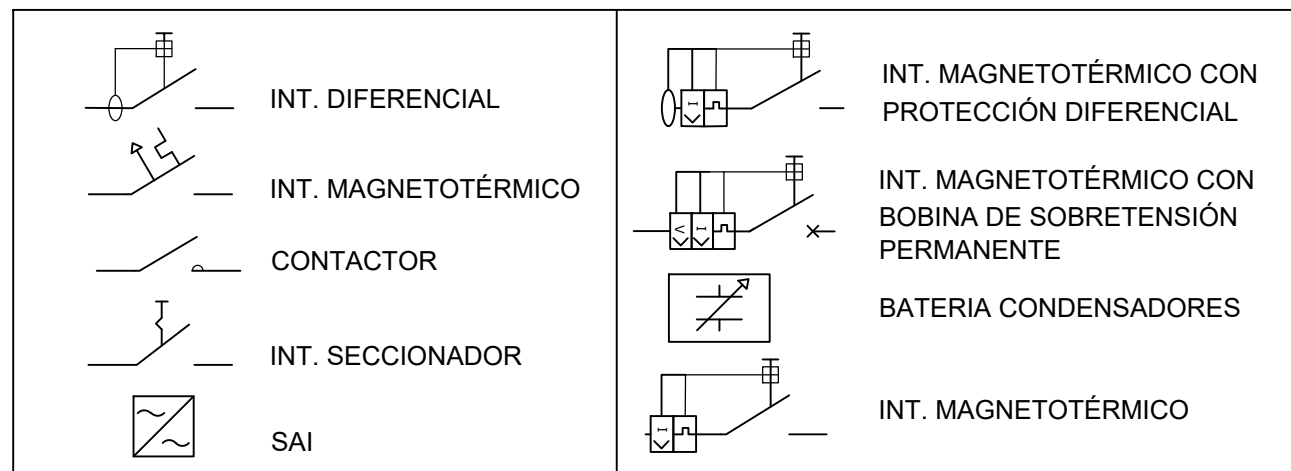 INT. DIFERENCIAL
INT. MAGNETOTÉRMICO
CONTACTOR
INT. SECCIONADOR
SAI
INT. MAGNETOTÉRMICO CON
PROTECCIÓN DIFERENCIAL
INT. MAGNETOTÉRMICO CON
BOBINA DE SOBRETENSIÓN
PERMANENTE
BATERIA CONDENSADORES
INT. MAGNETOTÉRMICO